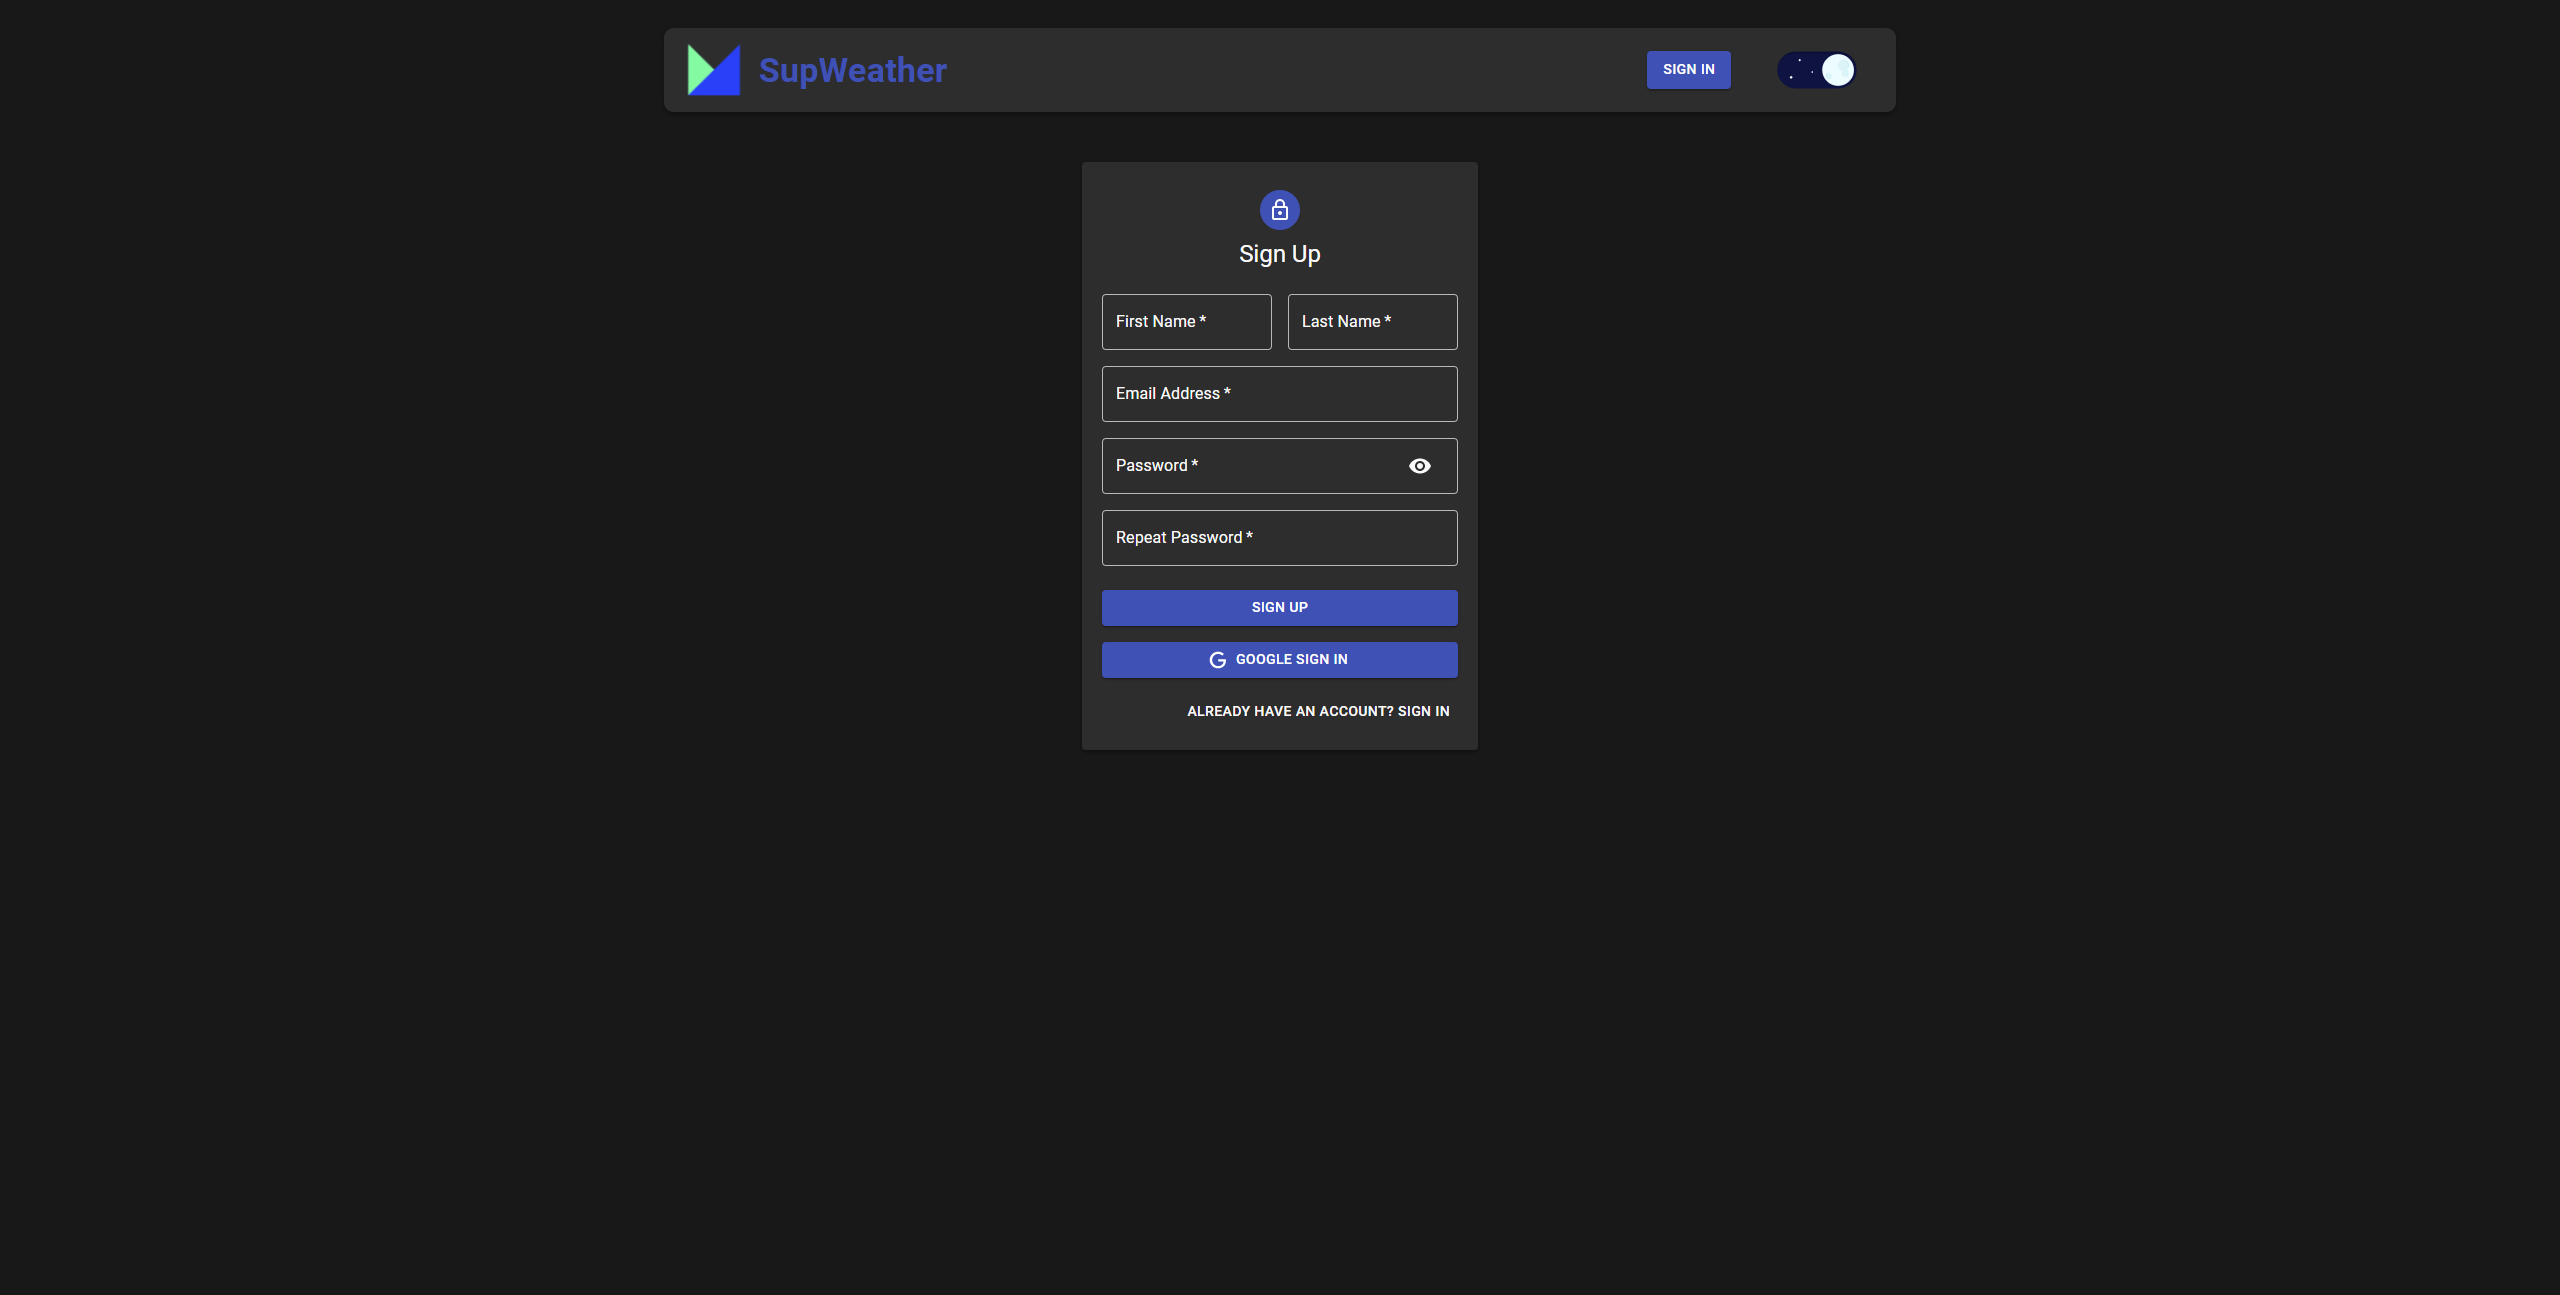 SupWeather
SIGN IN
Sign Up
First Name *
Last Name *
Email Address *
Password *
Repeat Password *
SIGN UP
GOOGLE SIGN IN
ALREADY HAVE AN ACCOUNT? SIGN IN